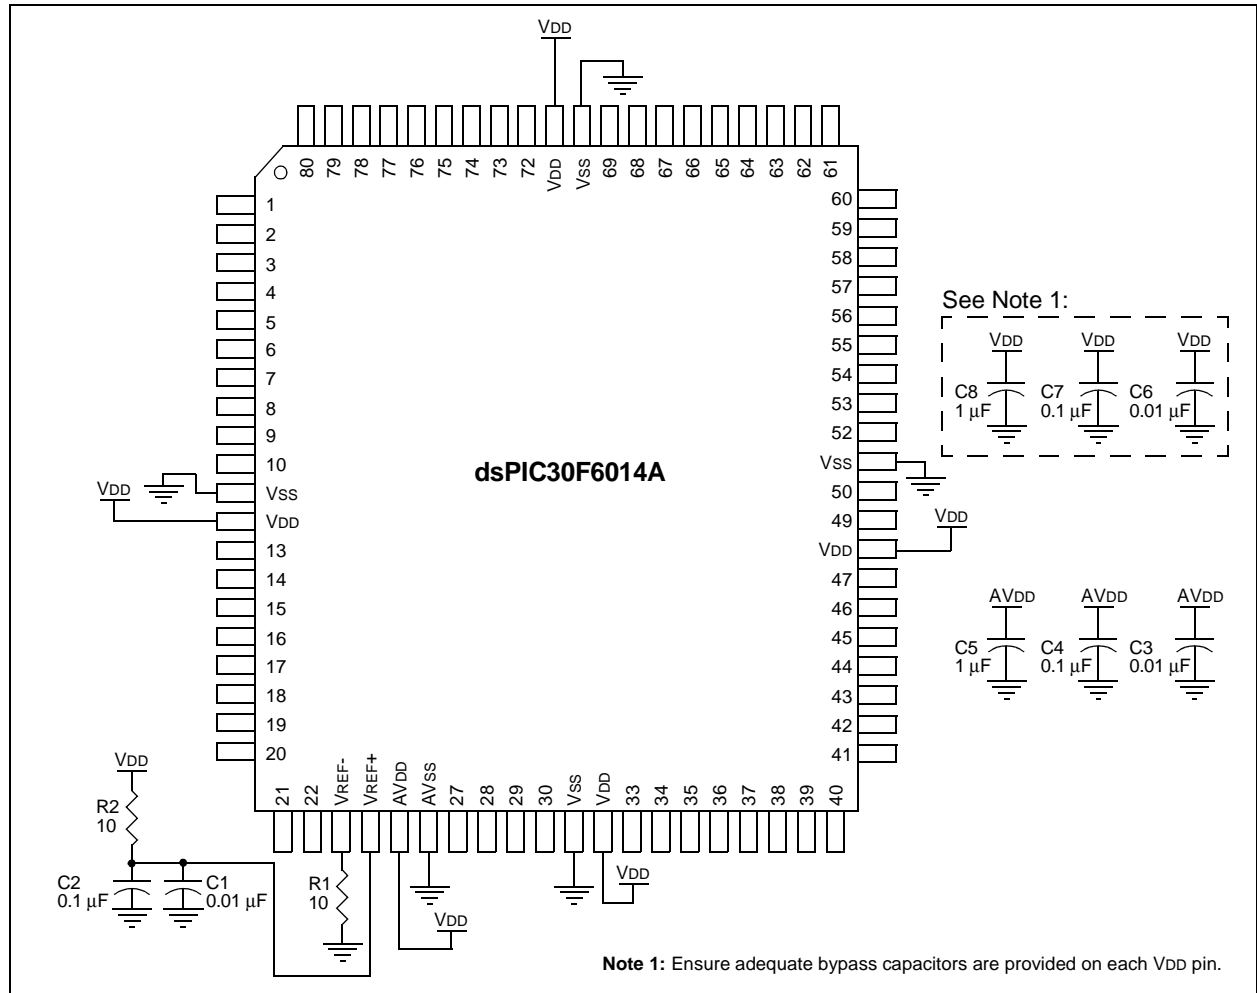 VDD
80 79 78 77 76 75 74 73 72 VDD VSS 69 68 67 66 65 64 63 62 61
1
2
3
4
5
6
7
8
9
10
VSS
VDD
13
14
15
16
17
18
19
20
VDD
dsPIC30F6014A
60
59
58
57
56
55
54
53
52
VSS
50
49
VDD
47
46
45
44
43
42
41
VDD
See Note 1:
VDD VDD VDD
C8 C7 C6
1 µF 0.1 µF 0.01 µF
AVDD AVDD AVDD
C5 C4 C3
1 µF 0.1 µF 0.01 µF
21 22 VREF- VREF+ AVDD AVSS 27 28 29 30 VSS VDD 33 34 35 36 37 38 39 40
VDD
R2
10
C2 C1
0.1 µF 0.01 µF
R1
10
VDD
VDD
Note 1: Ensure adequate bypass capacitors are provided on each VDD pin.